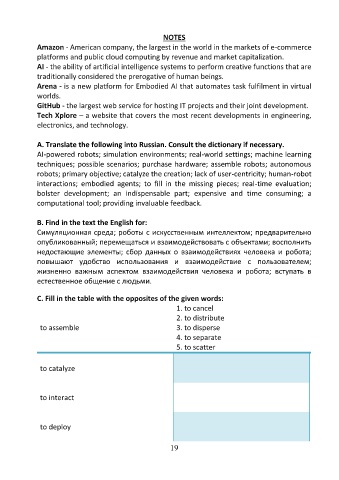 NOTES
Amazon - American company, the largest in the world in the markets of e-commerce
platforms and public cloud computing by revenue and market capitalization.
AI - the ability of artificial intelligence systems to perform creative functions that are
traditionally considered the prerogative of human beings.
Arena - is a new platform for Embodied AI that automates task fulfilment in virtual
worlds.
GitHub - the largest web service for hosting IT projects and their joint development.
Tech Xplore – a website that covers the most recent developments in engineering,
electronics, and technology.
A. Translate the following into Russian. Consult the dictionary if necessary.
AI-powered robots; simulation environments; real-world settings; machine learning
techniques; possible scenarios; purchase hardware; assemble robots; autonomous
robots; primary objective; catalyze the creation; lack of user-centricity; human-robot
interactions; embodied agents; to fill in the missing pieces; real-time evaluation;
bolster development; an indispensable part; expensive and time consuming; a
computational tool; providing invaluable feedback.
B. Find in the text the English for:
Симуляционная среда; роботы с искусственным интеллектом; предварительно
опубликованный; перемещаться и взаимодействовать с объектами; восполнить
недостающие элементы; сбор данных о взаимодействиях человека и робота;
повышают удобство использования и взаимодействие с пользователем;
жизненно важным аспектом взаимодействия человека и робота; вступать в
естественное общение с людьми.
C. Fill in the table with the opposites of the given words:
1. to cancel
2. to distribute
to assemble 3. to disperse
4. to separate
5. to scatter
to catalyze
to interact
to deploy
19